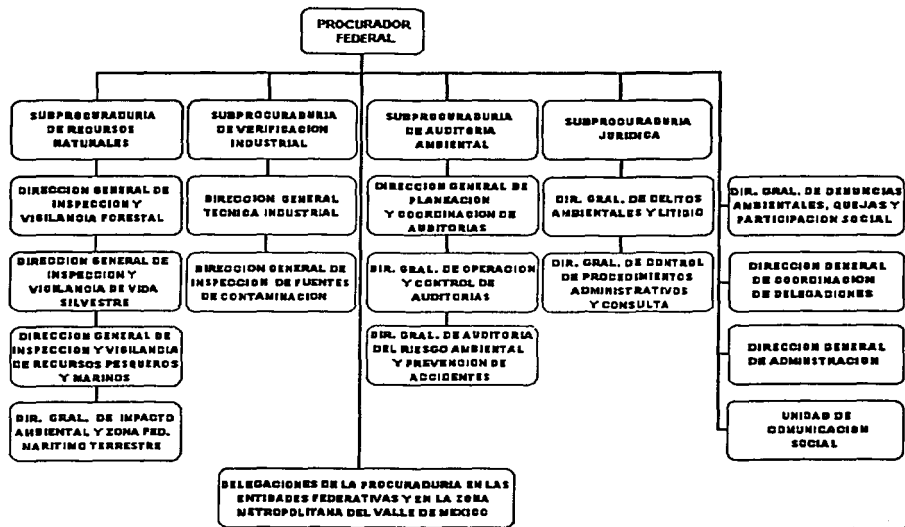 PROCURADOR
FEDERAL
SUBPROCURADURIA
DE RECURSOS
NATURALES
SUBPROCURADURIA
DE VERIFICACION
INDUSTRIAL
SUBPROCURADURIA
DE AUDITORIA
AMBIENTAL
SUBPROCURADURIA
JURIDICA
DIRECCION GENERAL DE
INSPECCION Y
VIGILANCIA FORESTAL
DIRECCION GENERAL
TECNICA INDUSTRIAL
DIRECCION GENERAL DE
PLANEACION
Y COORDINACION DE
AUDITORIAS
DIR. GRAL. DE DELITOS
AMBIENTALES Y LITIGIO
DIR. GRAL. DE DENUNCIAS
AMBIENTALES, QUEJAS Y
PARTICIPACION SOCIAL
DIRECCION GENERAL DE
INSPECCION Y
VIGILANCIA DE VIDA
SILVESTRE
DIRECCION GENERAL DE
INSPECCION DE FUENTES
DE CONTAMINACION
DIR. GRAL. DE OPERACION
Y CONTROL DE
AUDITORIAS
DIR. GRAL. DE CONTROL
DE PROCEDIMIENTOS
ADMINISTRATIVOS
Y CONSULTA
DIRECCION GENERAL
DE COORDINACION
DE DELEGACIONES
DIRECCION GENERAL DE
INSPECCION Y VIGILANCIA
DE RECURSOS PESQUEROS
Y MARINOS
DIR. GRAL. DE AUDITORIA
DEL RIESGO AMBIENTAL
Y PREVENCION DE
ACCIDENTES
DIRECCION GENERAL
DE ADMINSTRACION
DIR. GRAL. DE IMPACTO
AMBIENTAL Y ZONA FED.
MARITIMO TERRESTRE
UNIDAD DE
COMUNICACION
SOCIAL
DELEGACIONES DE LA PROCURADURIA EN LAS
ENTIDADES FEDERATIVAS Y EN LA ZONA
METROPOLITANA DEL VALLE DE MEXICO